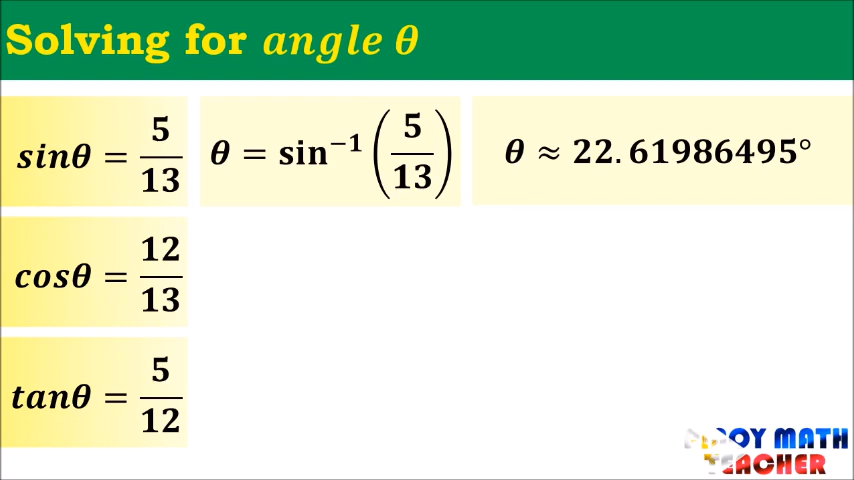 Solving for angle θ
sinθ = 5/13
θ = sin⁻¹(5/13)
θ ≈ 22.61986495°
cosθ = 12/13
tanθ = 5/12
MATH
TEACHER